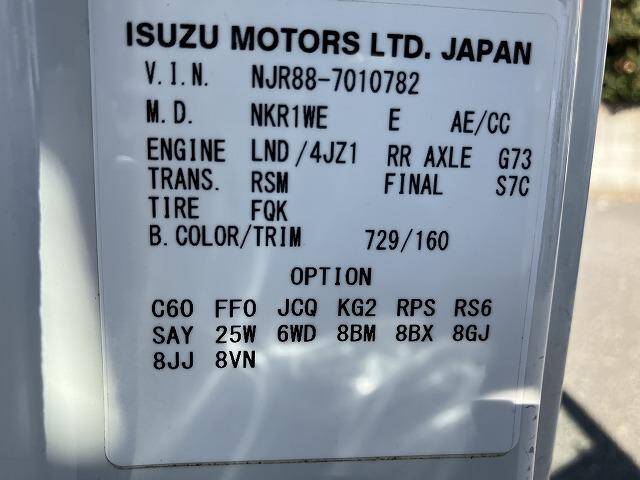 ISUZU MOTORS LTD. JAPAN
V.I.N. NJR88-7010782
M.D. NKR1WE E AE/CC
ENGINE LND/4JZ1 RR AXLE G73
TRANS. RSM FINAL S7C
TIRE FQK
B.COLOR/TRIM 729/160
OPTION
C60 FF0 JCQ KG2 RPS RS6
SAY 25W 6WD 8BM 8BX 8GJ
8JJ 8VN